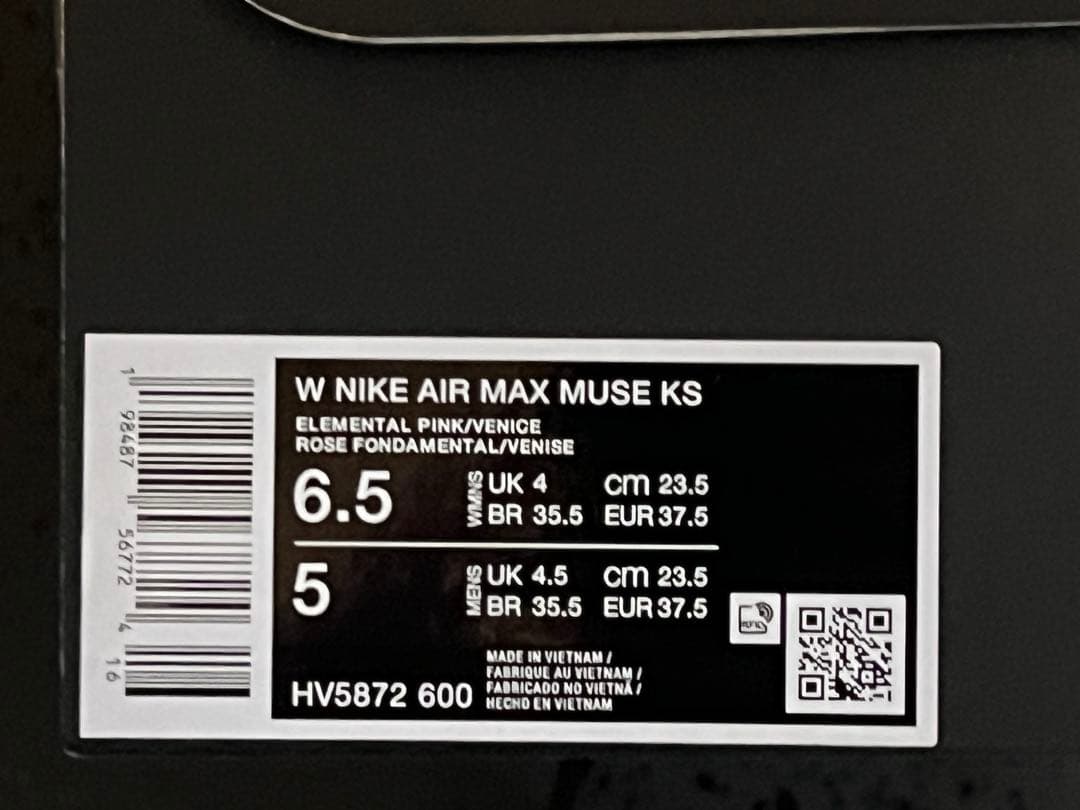 1 98487 56772 4 16
W NIKE AIR MAX MUSE KS
ELEMENTAL PINK/VENICE
ROSE FONDAMENTAL/VENISE
6.5 WMNS UK 4 cm 23.5
BR 35.5 EUR 37.5
5 MENS UK 4.5 cm 23.5
BR 35.5 EUR 37.5
MADE IN VIETNAM /
FABRIQUE AU VIETNAM /
FABRICADO NO VIETNÃ /
HECHO EN VIETNAM
HV5872 600